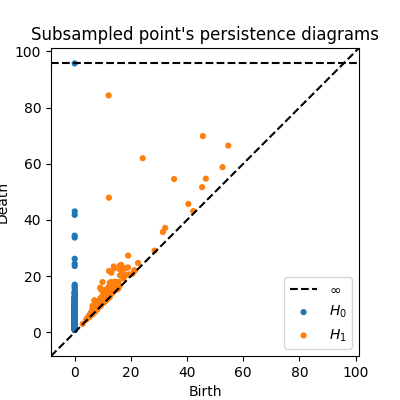 Subsampled point's persistence diagrams
100
80
60
40
20
0
Death
0 20 40 60 80 100
Birth
∞
H₀
H₁